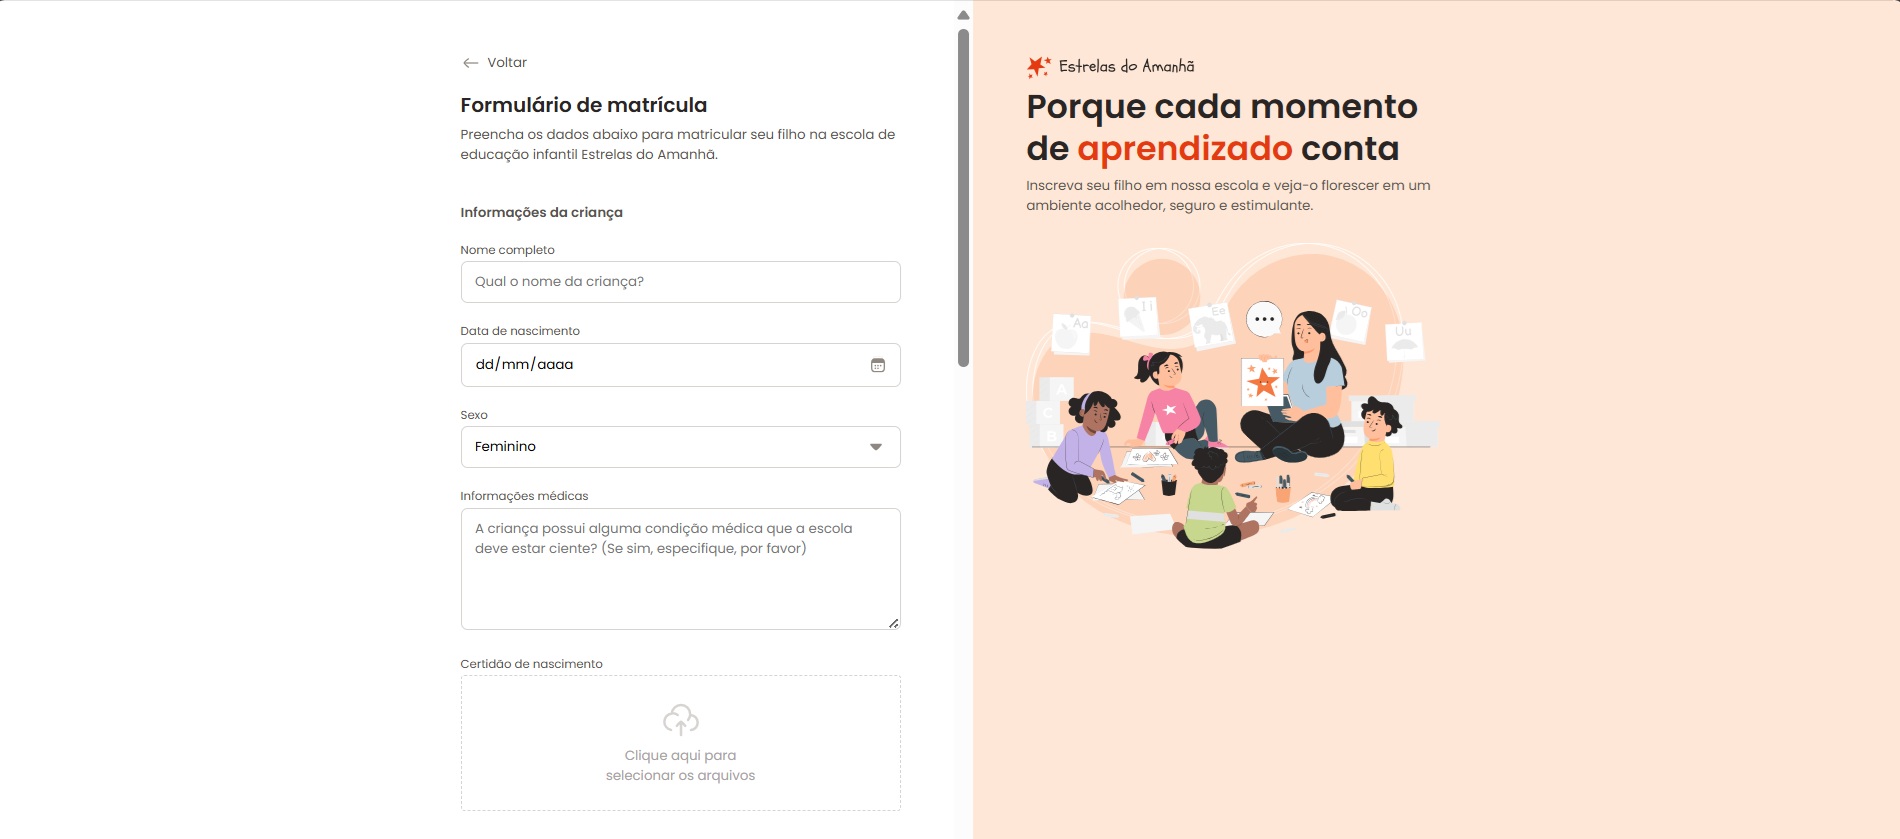 Voltar
Formulário de matrícula
Preencha os dados abaixo para matricular seu filho na escola de
educação infantil Estrelas do Amanhã.
Informações da criança
Nome completo
Qual o nome da criança?
Data de nascimento
dd/mm/aaaa
Sexo
Feminino
Informações médicas
A criança possui alguma condição médica que a escola
deve estar ciente? (Se sim, especifique, por favor)
Certidão de nascimento
Clique aqui para
selecionar os arquivos
Estrelas do Amanhã
Porque cada momento
de aprendizado conta
Inscreva seu filho em nossa escola e veja-o florescer em um
ambiente acolhedor, seguro e estimulante.
Aa
Ii
Ee
Oo
Uu
A
C
B